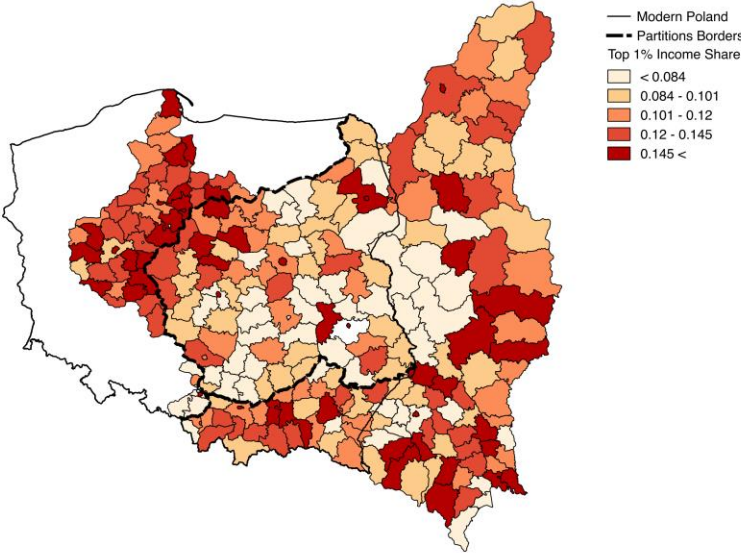 Modern Poland
Partitions Borders
Top 1% Income Share
< 0.084
0.084 - 0.101
0.101 - 0.12
0.12 - 0.145
0.145 <